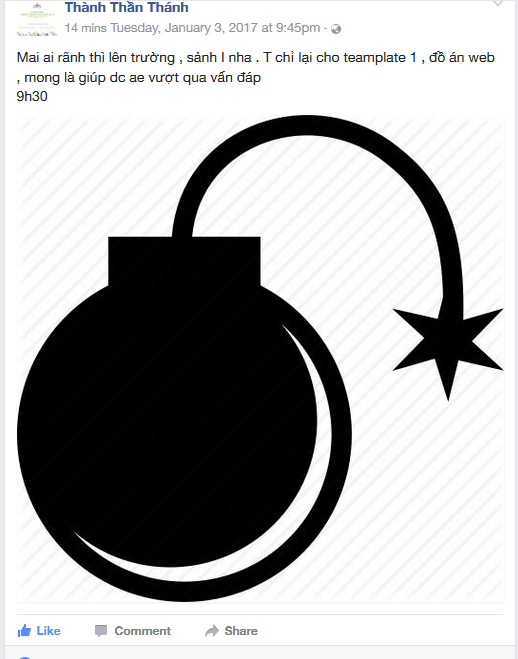 Thành Thần Thánh
14 mins Tuesday, January 3, 2017 at 9:45pm ·
Mai ai rãnh thì lên trường , sảnh I nha . T chỉ lại cho teamplate 1 , đồ án web
, mong là giúp dc ae vượt qua vấn đáp
9h30
Like Comment Share